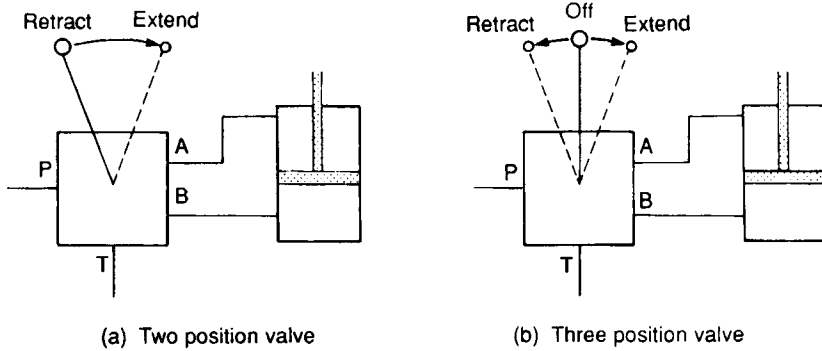 Retract Extend
A
P
B
T
(a) Two position valve
Off
Retract Extend
A
P
B
T
(b) Three position valve